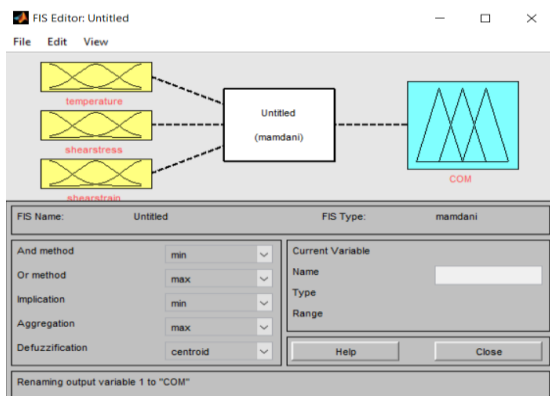 FIS Editor: Untitled
File Edit View
temperature
shearstress
shearstrain
Untitled
(mamdani)
COM
FIS Name: Untitled FIS Type: mamdani
And method min
Or method max
Implication min
Aggregation max
Defuzzification centroid
Current Variable
Name
Type
Range
Help Close
Renaming output variable 1 to "COM"